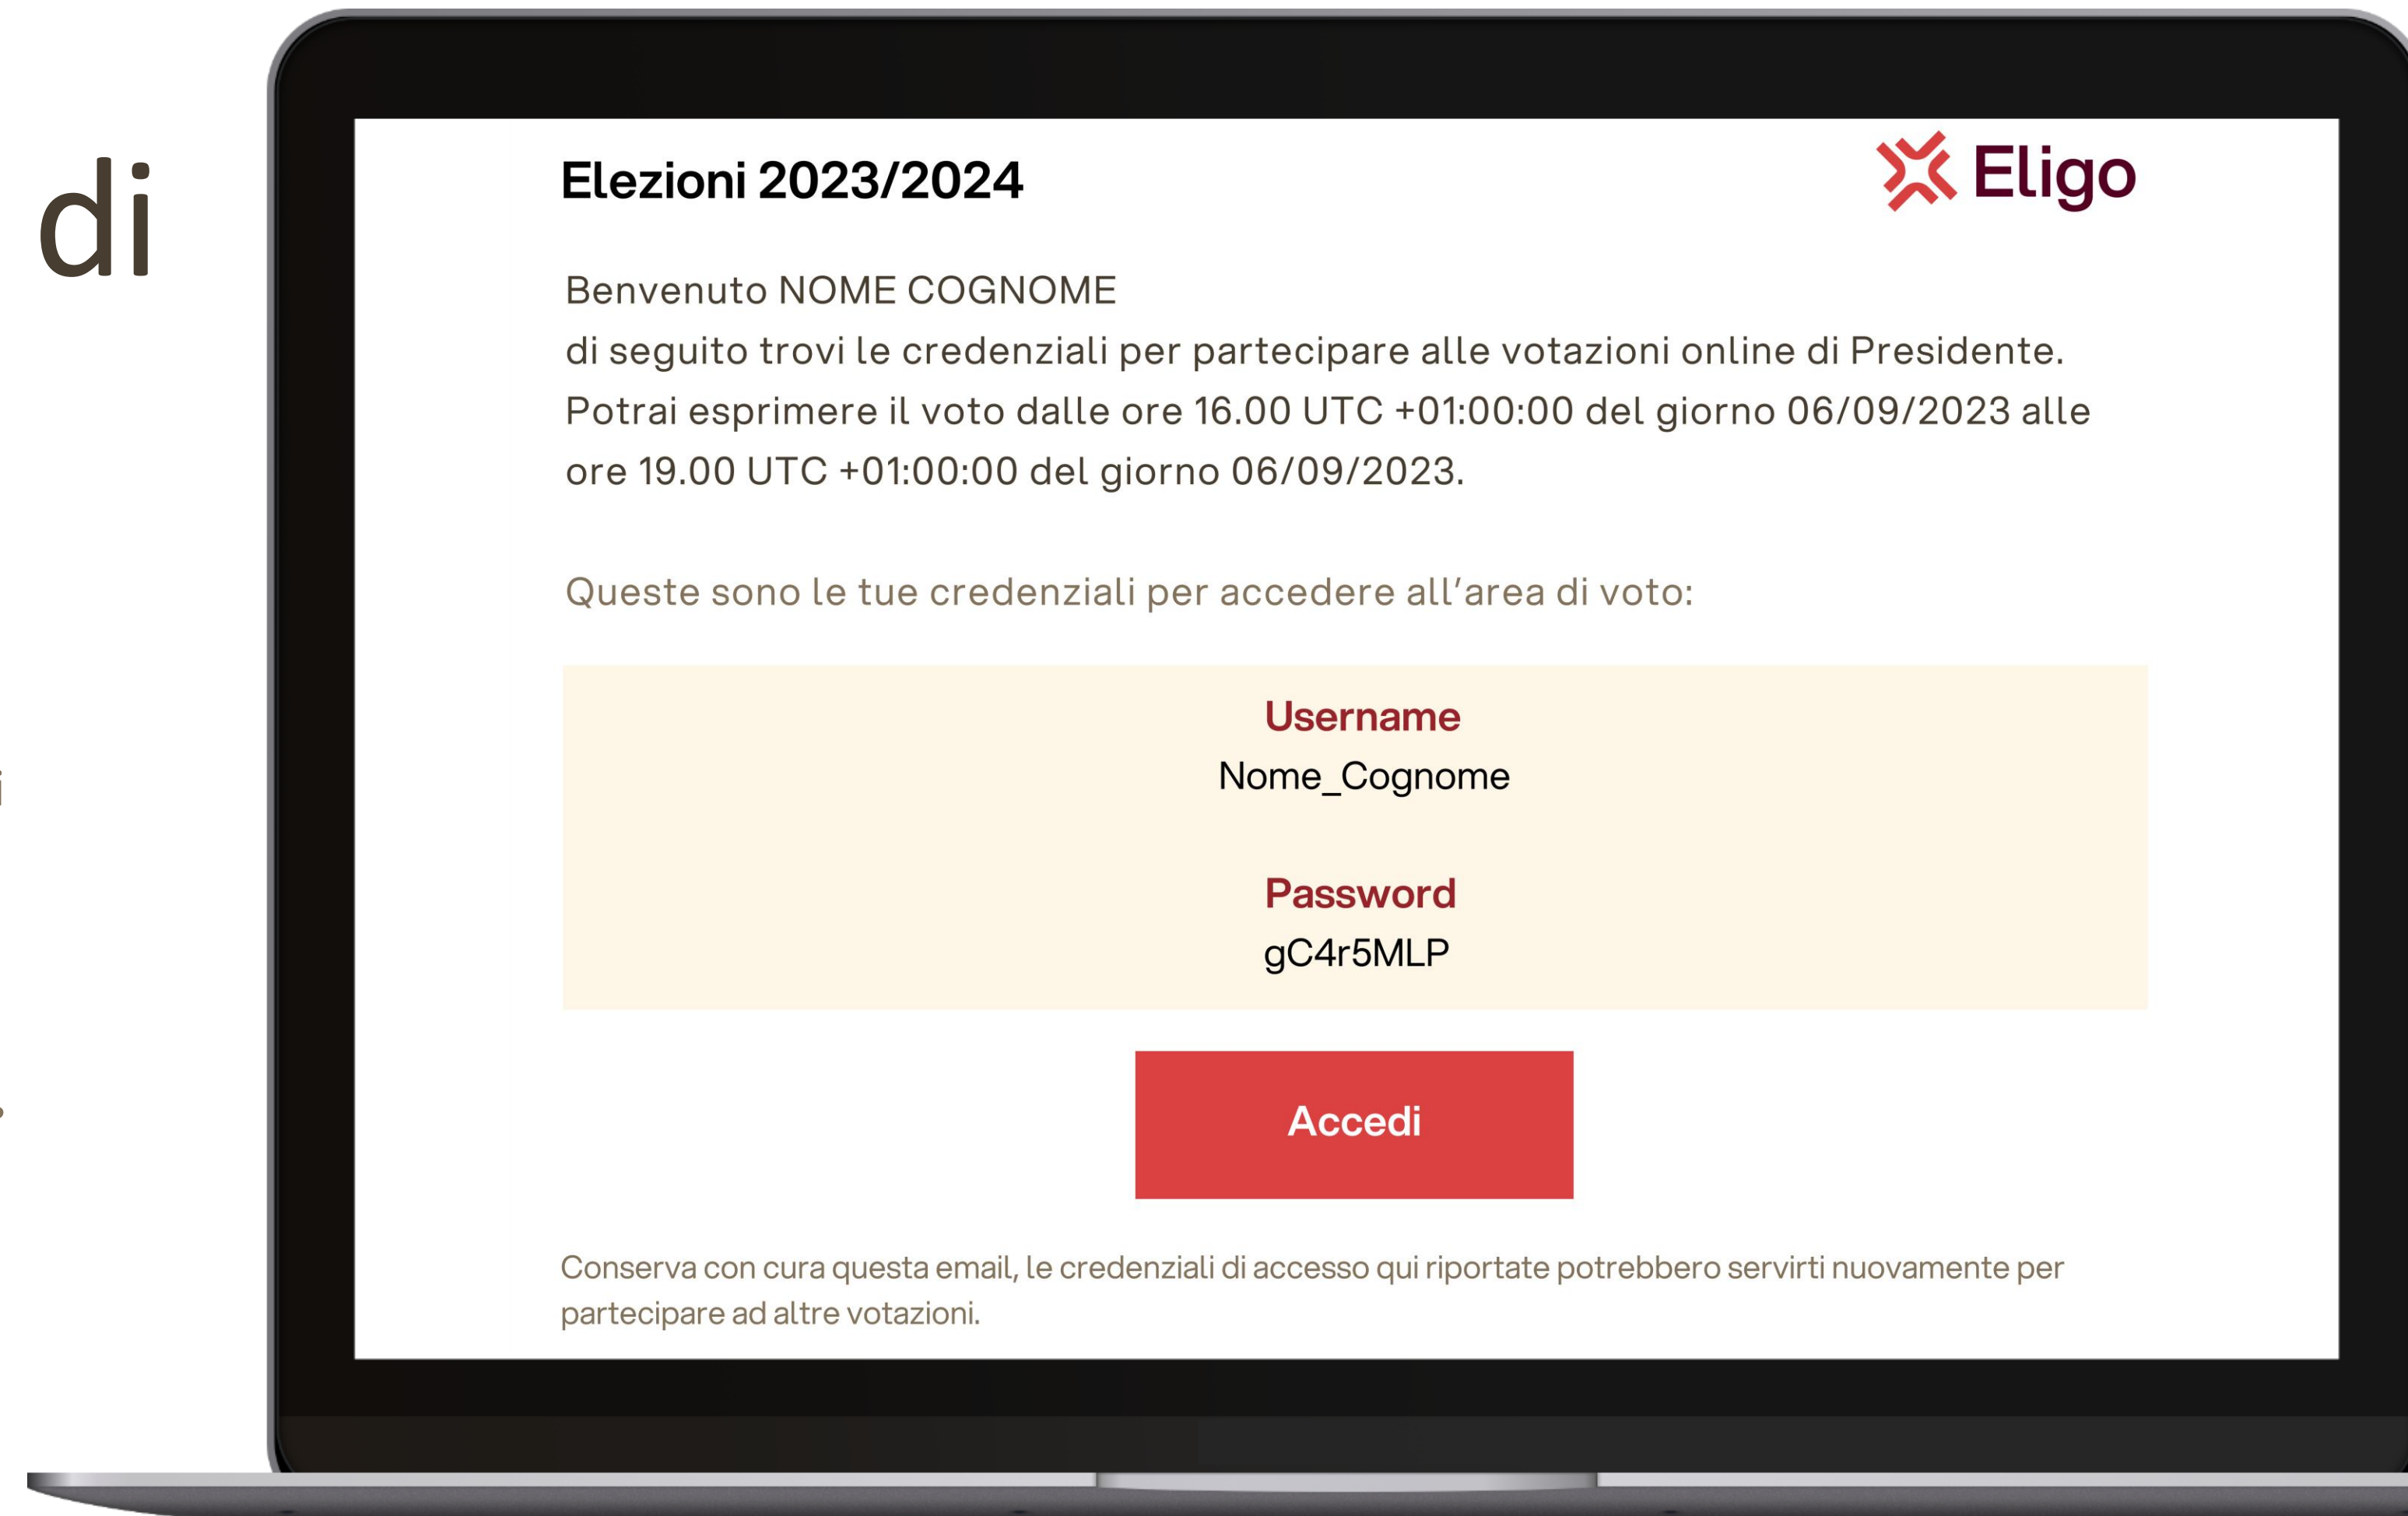 di
Elezioni 2023/2024
Eligo
Benvenuto NOME COGNOME
di seguito trovi le credenziali per partecipare alle votazioni online di Presidente.
Potrai esprimere il voto dalle ore 16.00 UTC +01:00:00 del giorno 06/09/2023 alle
ore 19.00 UTC +01:00:00 del giorno 06/09/2023.
Queste sono le tue credenziali per accedere all'area di voto:
Username
Nome_Cognome
Password
gC4r5MLP
Accedi
Conserva con cura questa email, le credenziali di accesso qui riportate potrebbbero servirti nuovamente per
partecipare ad altre votazioni.